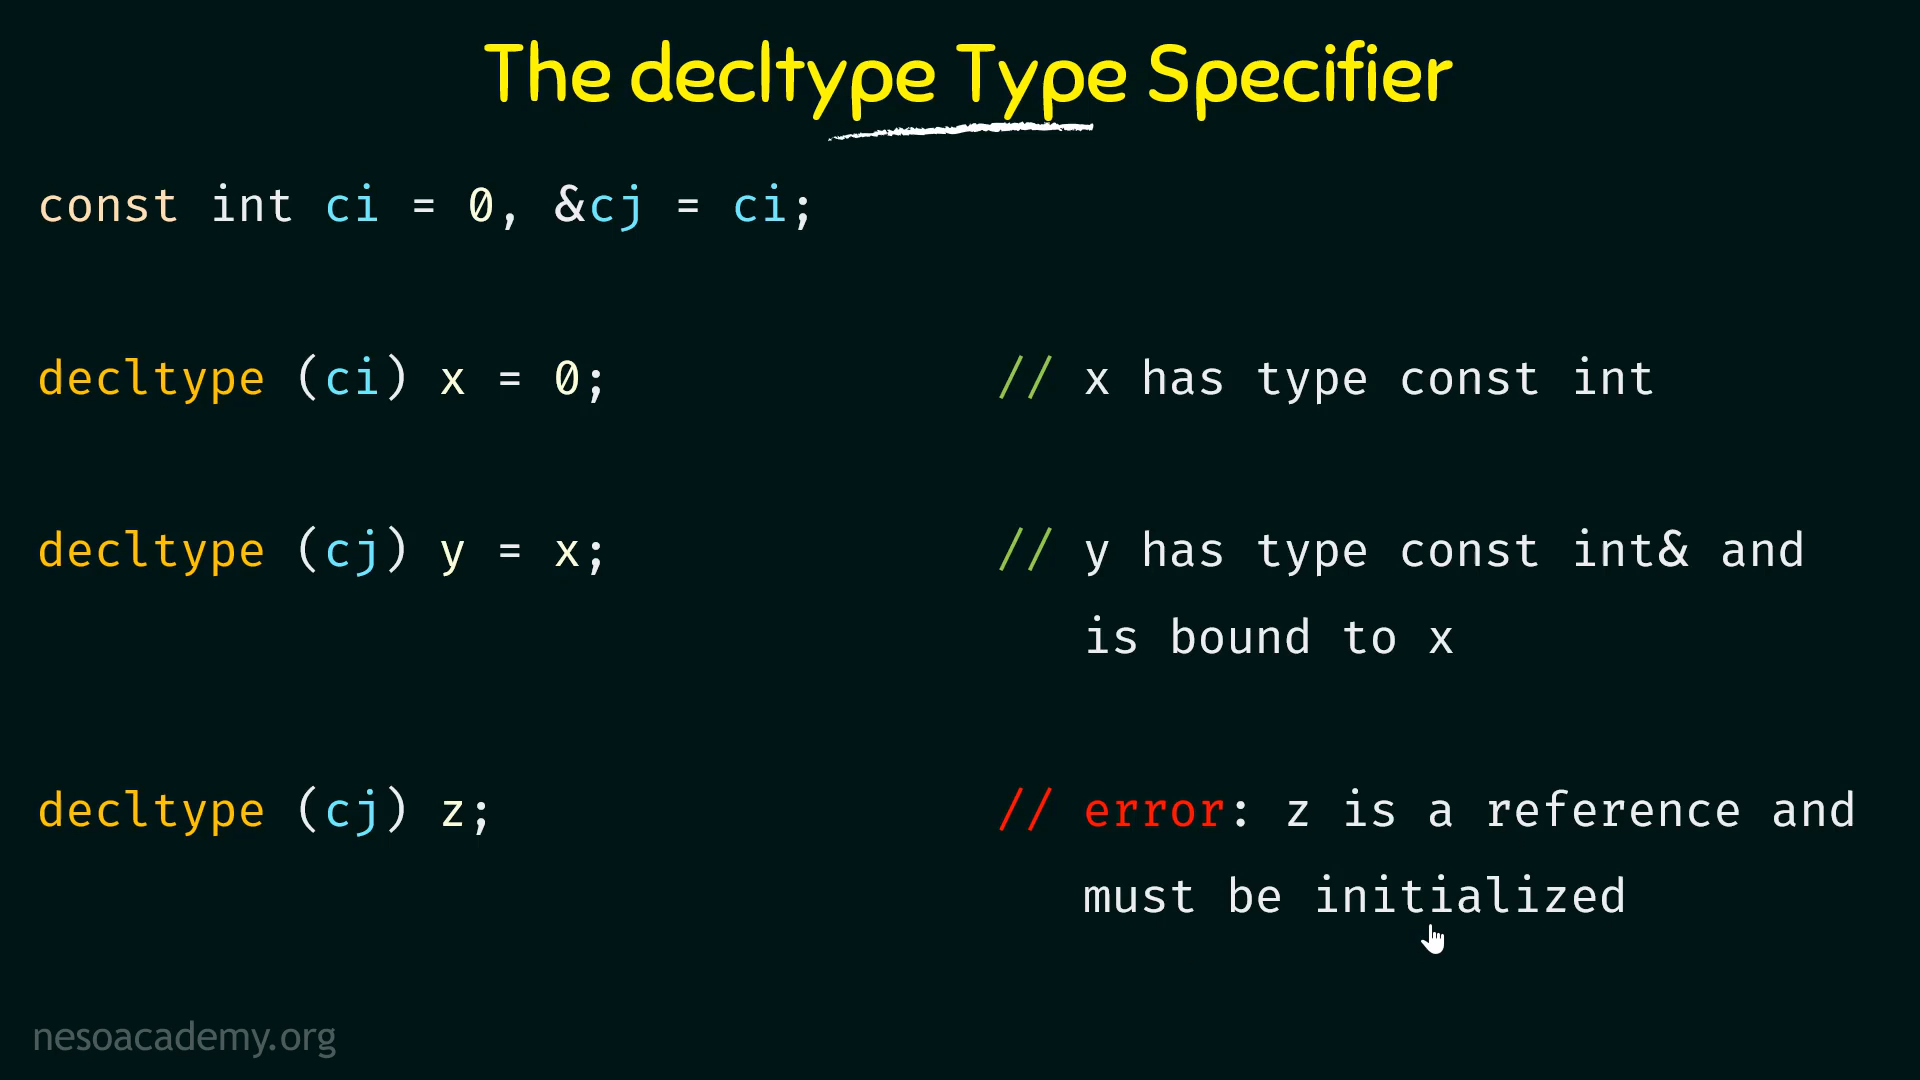 The decltype Type Specifier
const int ci = 0, &cj = ci;
decltype (ci) x = 0; // x has type const int
decltype (cj) y = x; // y has type const int& and
is bound to x
decltype (cj) z; // error: z is a reference and
must be initialized
nesoacademy.org